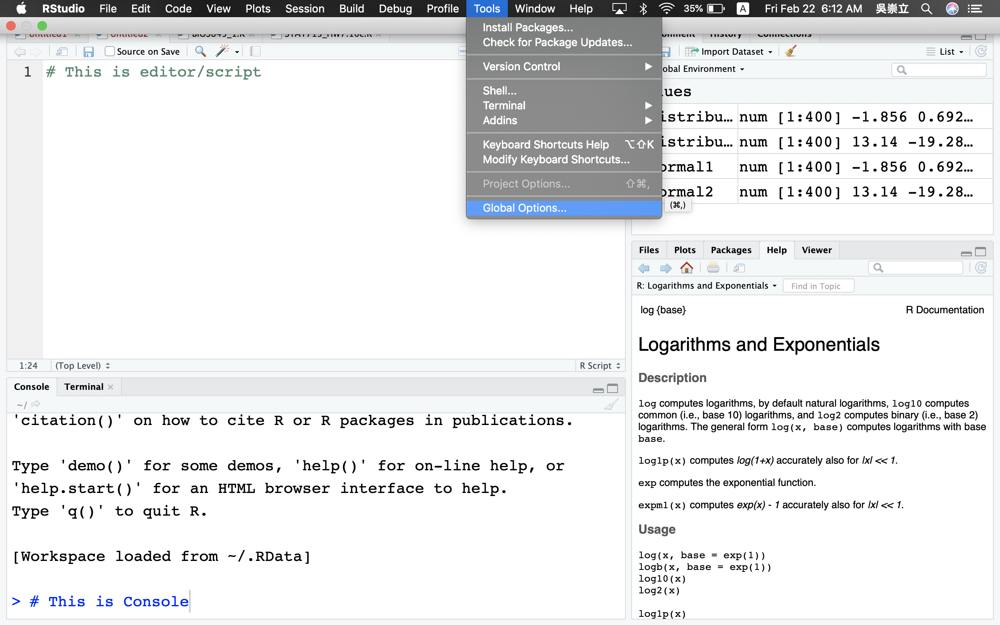 RStudio File Edit Code View Plots Session Build Debug Profile Tools Window Help 35% A Fri Feb 22 6:12 AM 吳崇立
Untitled1 Untitled2 BIOS845_1.R
History Connections
Install Packages...
Check for Package Updates...
Version Control
Shell...
Terminal
Addins
Keyboard Shortcuts Help ⌥⇧K
Modify Keyboard Shortcuts...
Project Options... ⇧⌘,
Global Options...
(⌘,)
Source on Save
1 # This is editor/script
1:24 (Top Level) R Script
Import Dataset List
obal Environment
ues
istribu… num [1:400] -1.856 0.692…
istribu… num [1:400] 13.14 -19.28…
ormal1 num [1:400] -1.856 0.692…
ormal2 num [1:400] 13.14 -19.28…
Console Terminal
~/
'citation()' on how to cite R or R packages in publications.
Type 'demo()' for some demos, 'help()' for on-line help, or
'help.start()' for an HTML browser interface to help.
Type 'q()' to quit R.
[Workspace loaded from ~/.RData]
> # This is Console
Files Plots Packages Help Viewer
R: Logarithms and Exponentials Find in Topic
log {base} R Documentation
Logarithms and Exponentials
Description
log computes logarithms, by default natural logarithms, log10 computes
common (i.e., base 10) logarithms, and log2 computes binary (i.e., base 2)
logarithms. The general form log(x, base) computes logarithms with base
base.
log1p(x) computes log(1+x) accurately also for |x| << 1.
exp computes the exponential function.
expm1(x) computes exp(x) - 1 accurately also for |x| << 1.
Usage
log(x, base = exp(1))
logb(x, base = exp(1))
log10(x)
log2(x)
log1p(x)